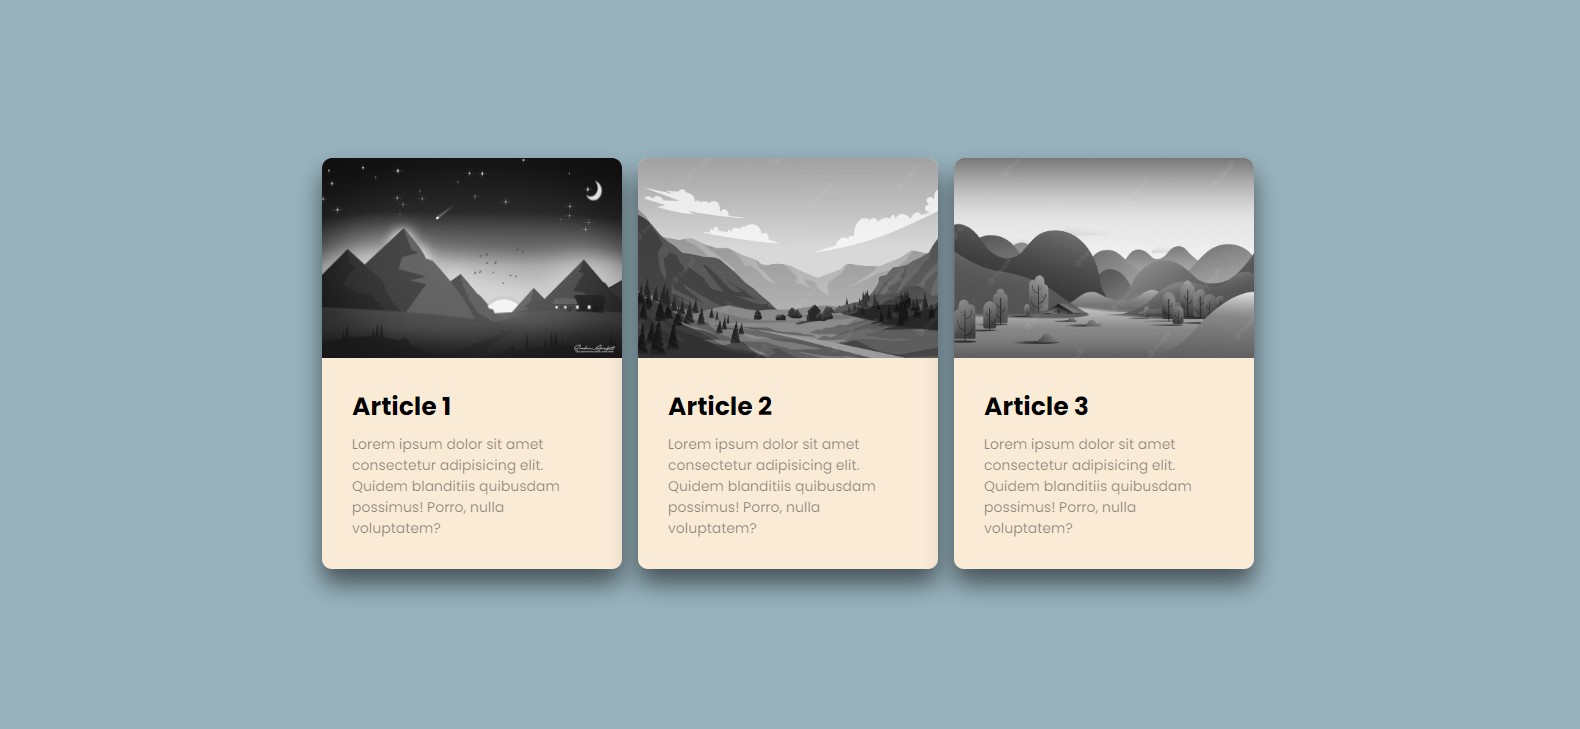 Article 1
Lorem ipsum dolor sit amet
consectetur adipisicing elit.
Quidem blanditiis quibusdam
possimus! Porro, nulla
voluptatem?
Article 2
Lorem ipsum dolor sit amet
consectetur adipisicing elit.
Quidem blanditiis quibusdam
possimus! Porro, nulla
voluptatem?
Article 3
Lorem ipsum dolor sit amet
consectetur adipisicing elit.
Quidem blanditiis quibusdam
possimus! Porro, nulla
voluptatem?